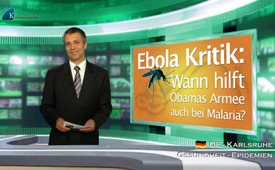 Ebola Kritik:
Wann hilft
Obamas Armee
auch bei Malaria?
DE - Karlsruhe
Gesundheit - Epidemien